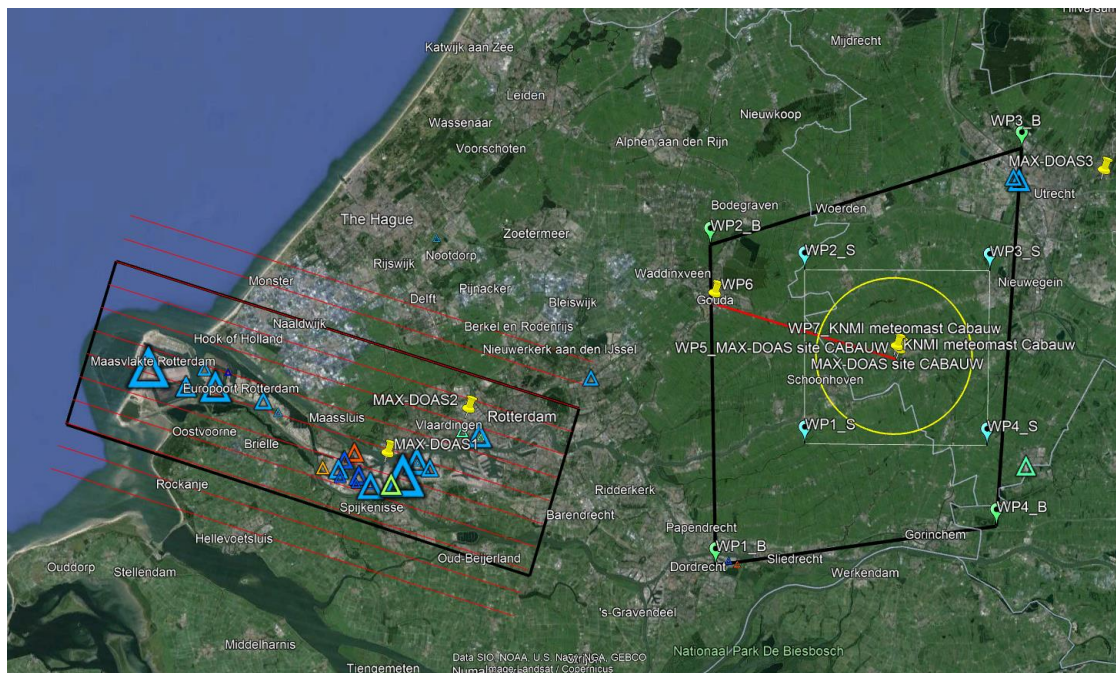 Hilversum
Katwijk aan Zee
Mijdrecht
Leiden
Nieuwkoop
Wassenaar
WP3_B
Alphen aan den Rijn
Voorschoten
MAX-DOAS3
Utrecht
Bodegraven
Woerden
The Hague
WP2_B
Zoetermeer
Nootdorp
WP2_S
WP3_S
Rijswijk
Waddinxveen
Monster
Pijnacker
WP6
Nieuwegein
Delft
Bleiswijk
Gouda
Naaldwijk
Berkel en Rodenrijs
WP7_KNMI meteomast Cabauw
Hook of Holland
KNMI meteomast Cabauw
Nieuwerkerk aan den IJssel
WP5_MAX-DOAS site CABAUW
Maasvlakte Rotterdam
MAX-DOAS site CABAUW
Schoonhoven
Europoort Rotterdam
MAX-DOAS2
Rotterdam
Maassluis
Vlaardingen
WP1_S
WP4_S
Oostvoorne
Brielle
MAX-DOAS1
Rockanje
Ridderkerk
Spijkenisse
WP4_B
Barendrecht
Papendrecht
Hellevoetsluis
Gorinchem
WP1_B
Oud-Beijerland
Sliedrecht
Dordrecht
Ouddorp
Stellendam
Werkendam
's-Gravendeel
Middelharnis
Nationaal Park De Biesbosch
Data SIO, NOAA, U.S. Navy, NGA, GEBCO
Tiengemeten
Image Landsat / Copernicus